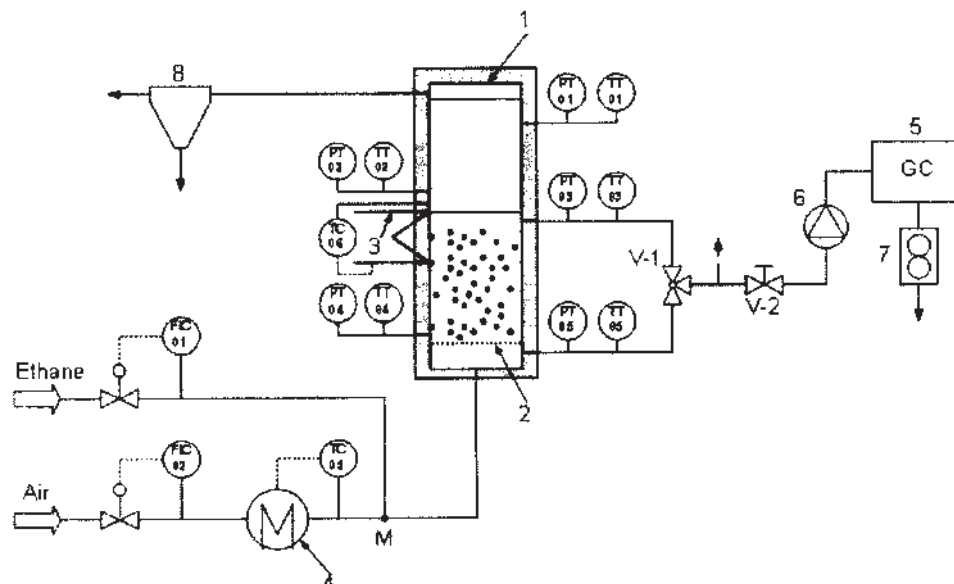 1
8
PT 01
TT 01
5
GC
PT 03
TT 02
PT 03
TT 03
6
TC 06
3
7
V-1
V-2
PT 04
TT 04
PT 05
TT 05
FIC 01
Ethane
2
FIC 02
TC 05
Air
M
M
4